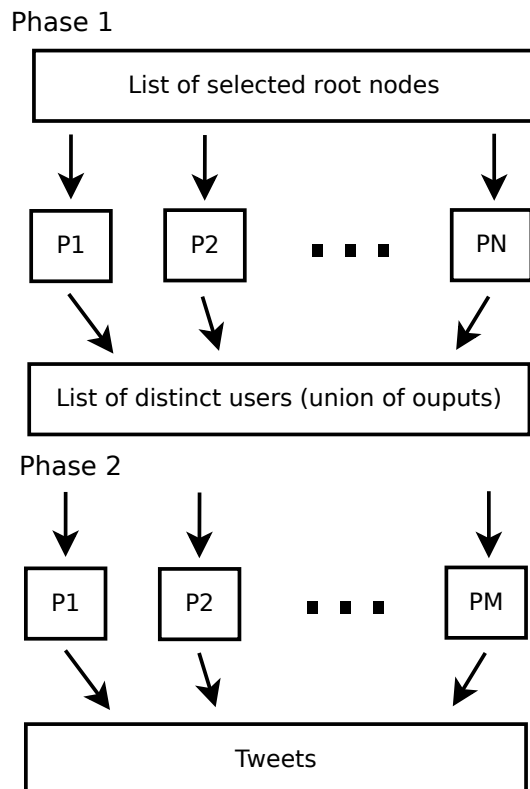 Phase 1
List of selected root nodes
P1 P2 PN
List of distinct users (union of ouputs)
Phase 2
P1 P2 PM
Tweets